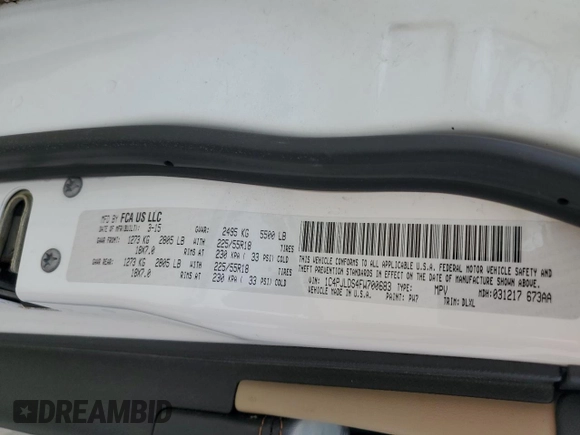 MFD BY FCA US LLC
DATE OF MFR/BUILT: 3-15 GVWR: 2495 KG 5500 LB
GAWR FRONT: 1273 KG 2805 LB WITH 225/55R18 TIRES
18X7.0 RIMS AT 230 KPA ( 33 PSI) COLD
GAWR REAR: 1273 KG 2805 LB WITH 225/55R18 TIRES
18X7.0 RIMS AT 230 KPA ( 33 PSI) COLD
THIS VEHICLE CONFORMS TO ALL APPLICABLE U.S.A. FEDERAL MOTOR VEHICLE SAFETY AND
THEFT PREVENTION STANDARDS IN EFFECT ON THE DATE OF MANUFACTURE SHOWN ABOVE.
VIN: 1C4PJLDS4FW700683 TYPE: MPV MDH: 031217 673AA
VEHICLE MADE IN: U.S.A. PAINT: PW7 TRIM: DLXL
DREAMBID